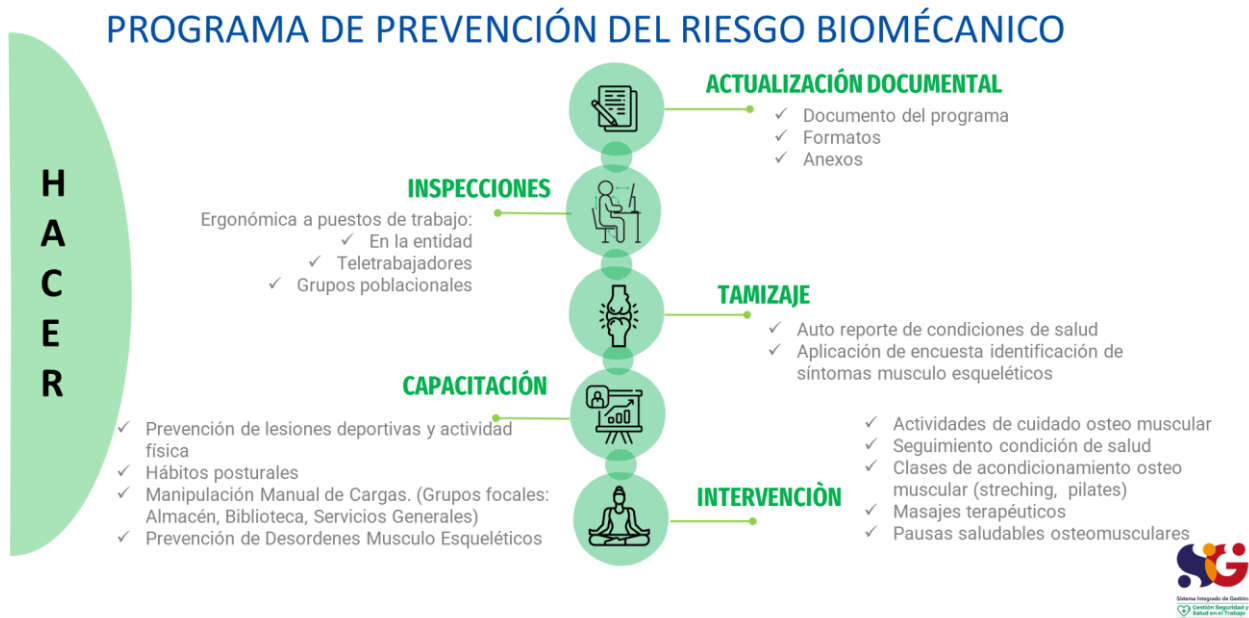 PROGRAMA DE PREVENCIÓN DEL RIESGO BIOMÉCANICO
H
A
C
E
R
ACTUALIZACIÓN DOCUMENTAL
✓ Documento del programa
✓ Formatos
✓ Anexos
INSPECCIONES
Ergonómica a puestos de trabajo:
✓ En la entidad
✓ Teletrabajadores
✓ Grupos poblacionales
TAMIZAJE
✓ Auto reporte de condiciones de salud
✓ Aplicación de encuesta identificación de
síntomas musculo esqueléticos
CAPACITACIÓN
✓ Prevención de lesiones deportivas y actividad
física
✓ Hábitos posturales
✓ Manipulación Manual de Cargas. (Grupos focales:
Almacén, Biblioteca, Servicios Generales)
✓ Prevención de Desordenes Musculo Esqueléticos
INTERVENCIÒN
✓ Actividades de cuidado osteo muscular
✓ Seguimiento condición de salud
✓ Clases de acondicionamiento osteo
muscular (streching, pilates)
✓ Masajes terapéuticos
✓ Pausas saludables osteomusculares
SiG
Sistema Integrado de Gestión
Gestión Seguridad y
Salud en el Trabajo